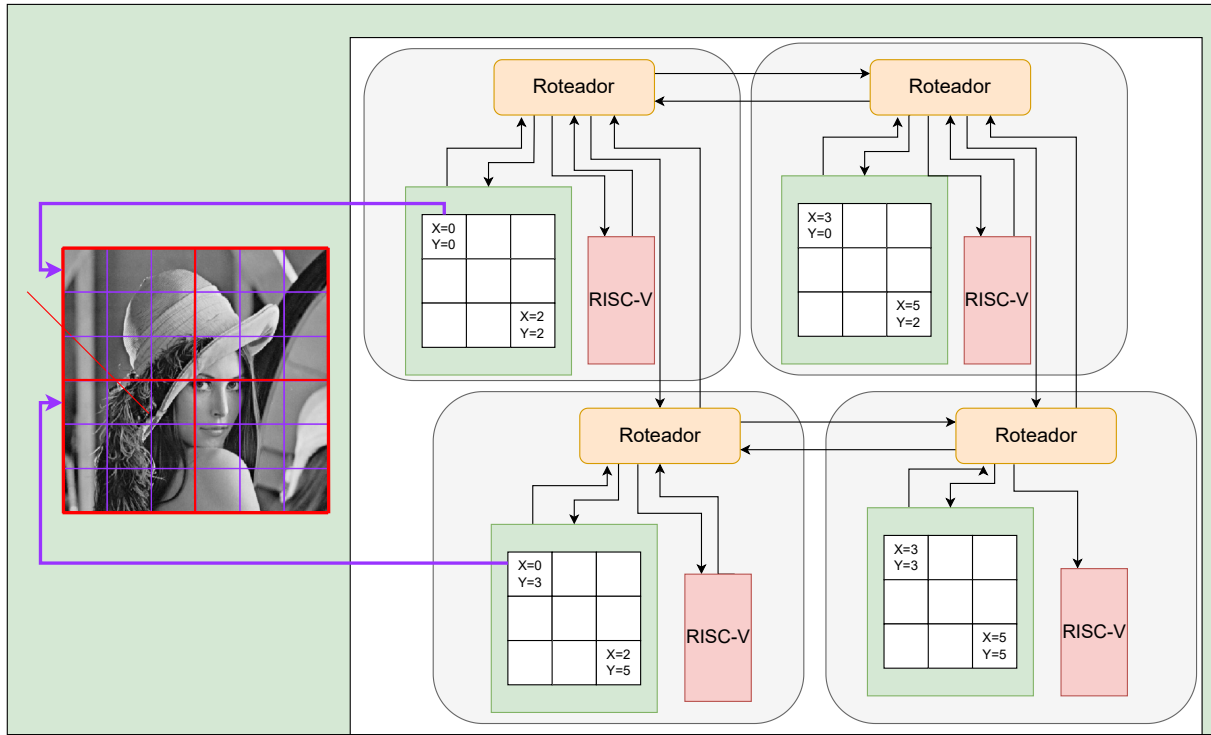 Roteador
Roteador
X=0
Y=0
X=2
Y=2
RISC-V
X=3
Y=0
X=5
Y=2
RISC-V
Roteador
Roteador
X=0
Y=3
X=2
Y=5
RISC-V
X=3
Y=3
X=5
Y=5
RISC-V